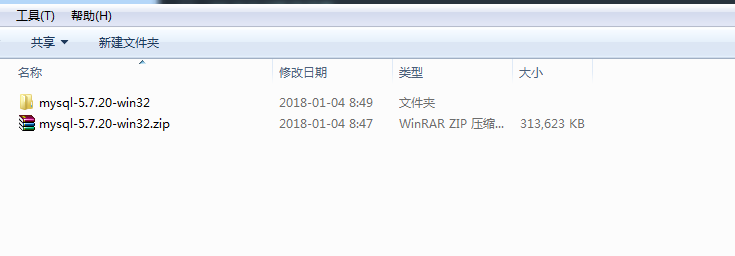 工具(T) 帮助(H)
共享 新建文件夹
名称 修改日期 类型 大小
mysql-5.7.20-win32 2018-01-04 8:49 文件夹
mysql-5.7.20-win32.zip 2018-01-04 8:47 WinRAR ZIP 压缩... 313,623 KB